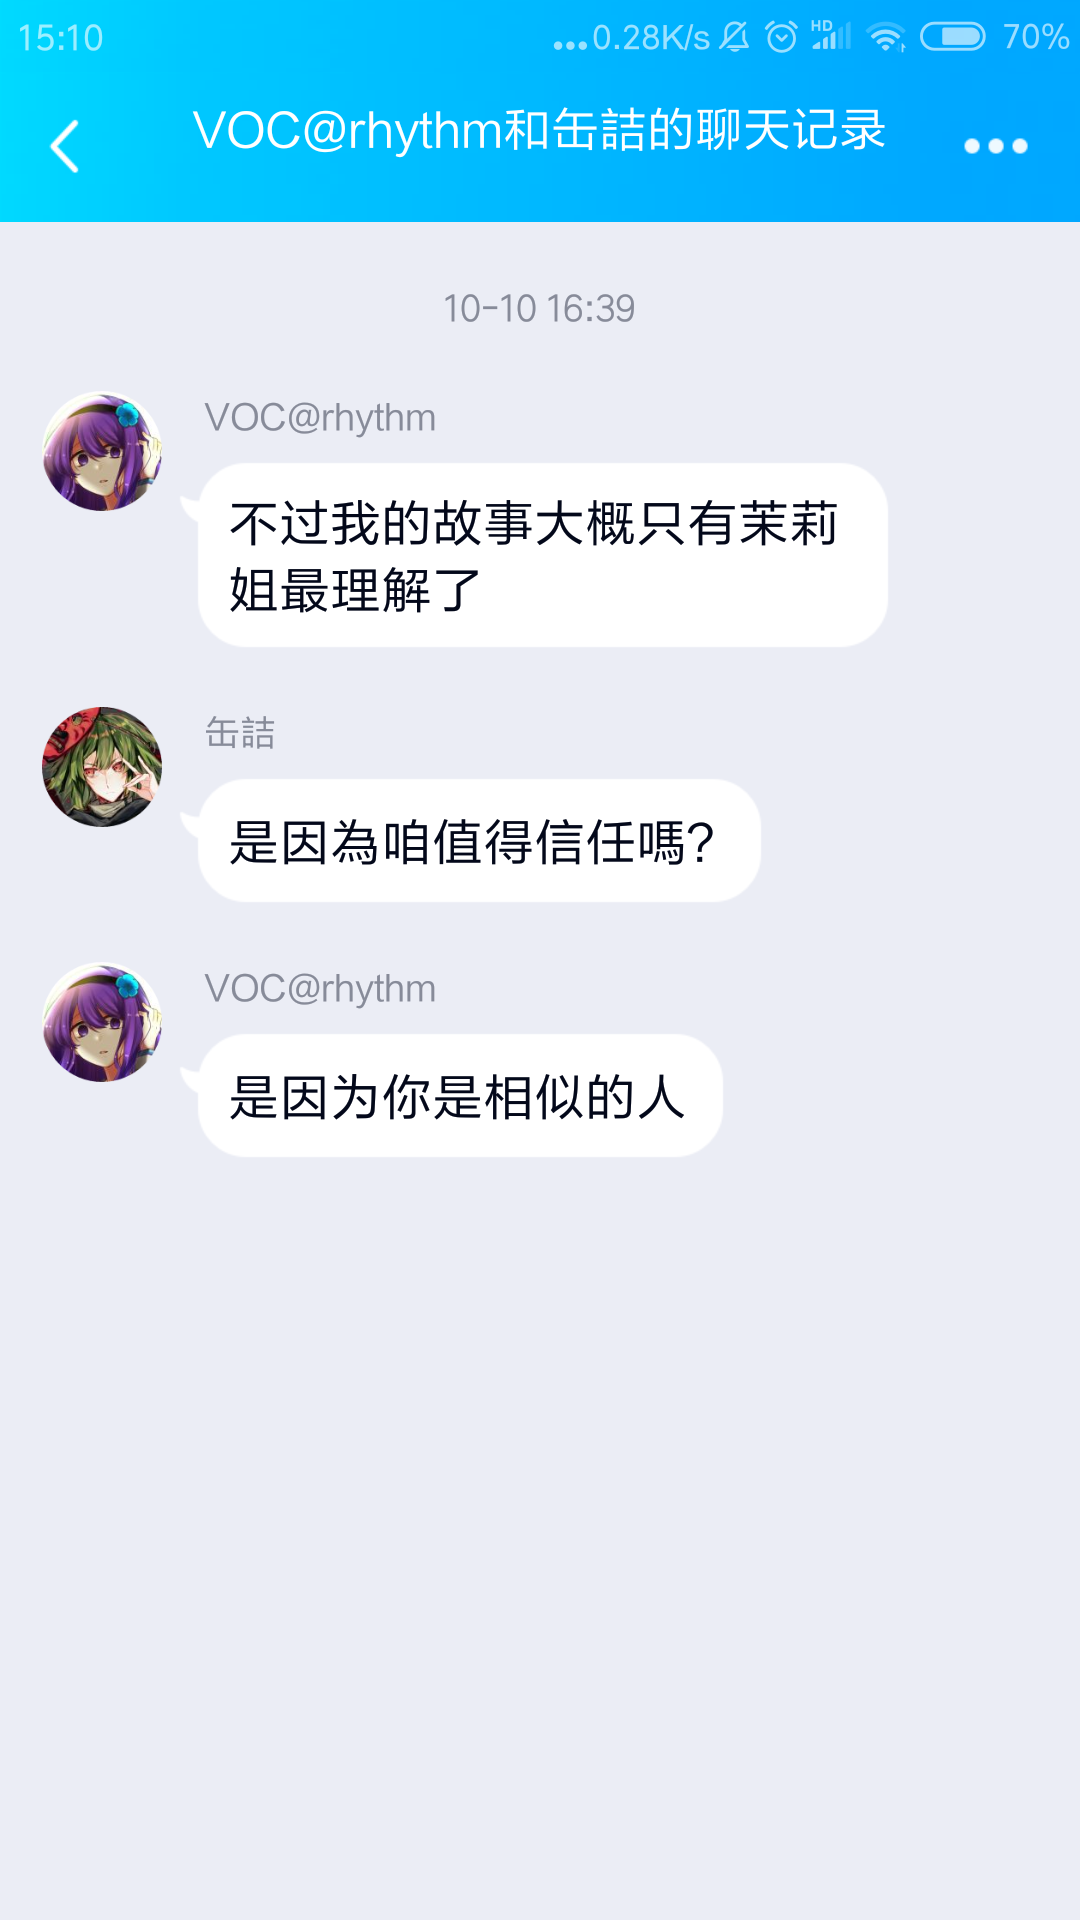 15:10
...0.28K/s HD 70%
VOC@rhythm和缶詰的聊天记录
10-10 16:39
VOC@rhythm
不过我的故事大概只有茉莉
姐最理解了
缶詰
是因為咱值得信任嗎?
VOC@rhythm
是因为你是相似的人